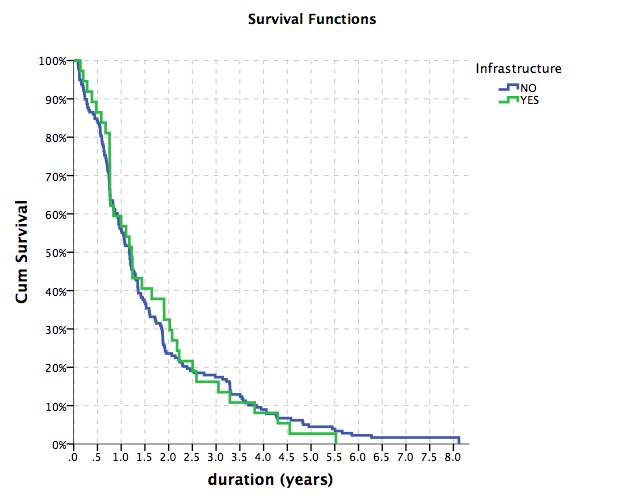 Survival Functions
Infrastructure
NO
YES
100%
90%
80%
70%
60%
50%
40%
30%
20%
10%
0%
Cum Survival
.0 .5 1.0 1.5 2.0 2.5 3.0 3.5 4.0 4.5 5.0 5.5 6.0 6.5 7.0 7.5 8.0
duration (years)